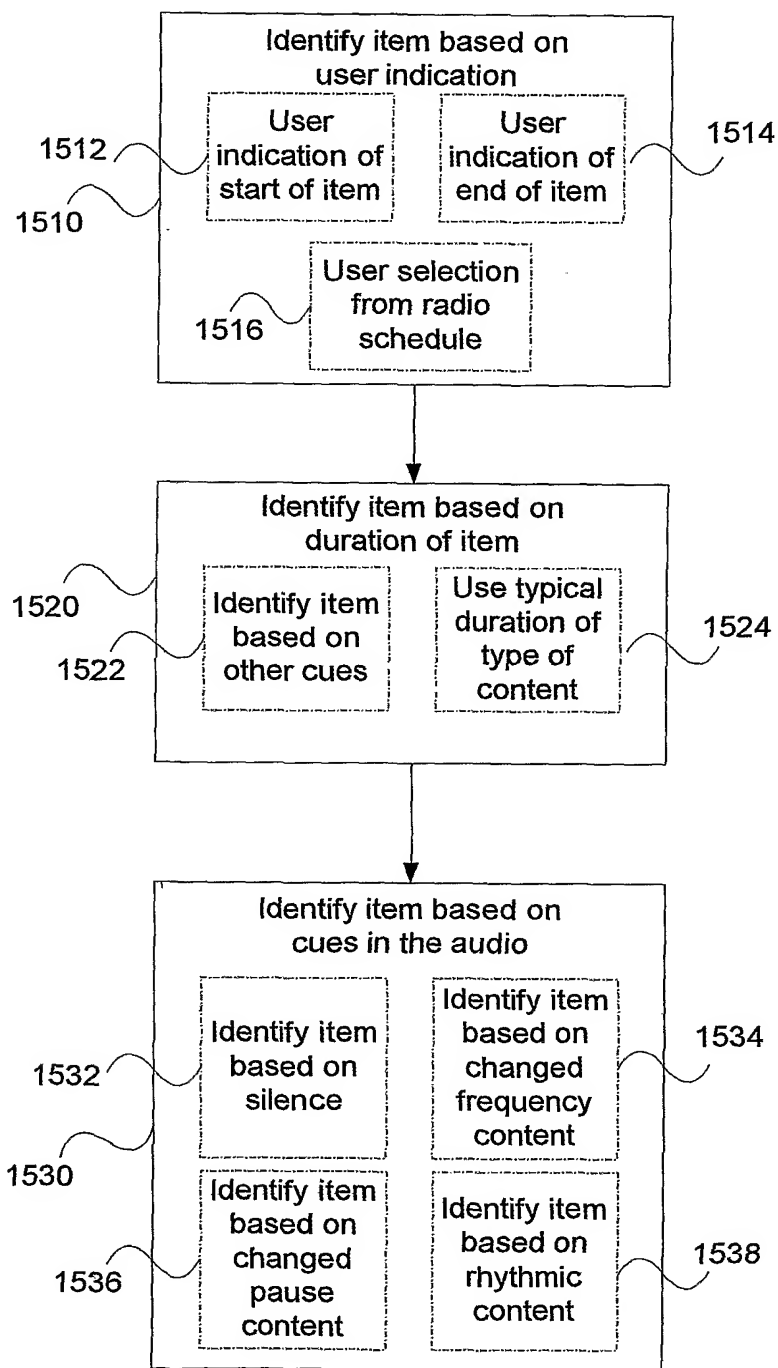 Identify item based on
user indication
User
indication of
start of item
User
indication of
end of item
1512
1514
1510
User selection
from radio
schedule
1516
Identify item based on
duration of item
Identify item
based on
other cues
Use typical
duration of
type of
content
1520
1522
1524
Identify item based on
cues in the audio
Identify item
based on
silence
Identify item
based on
changed
frequency
content
1532
1534
1530
Identify item
based on
changed
pause
content
Identify item
based on
rhythmic
content
1536
1538